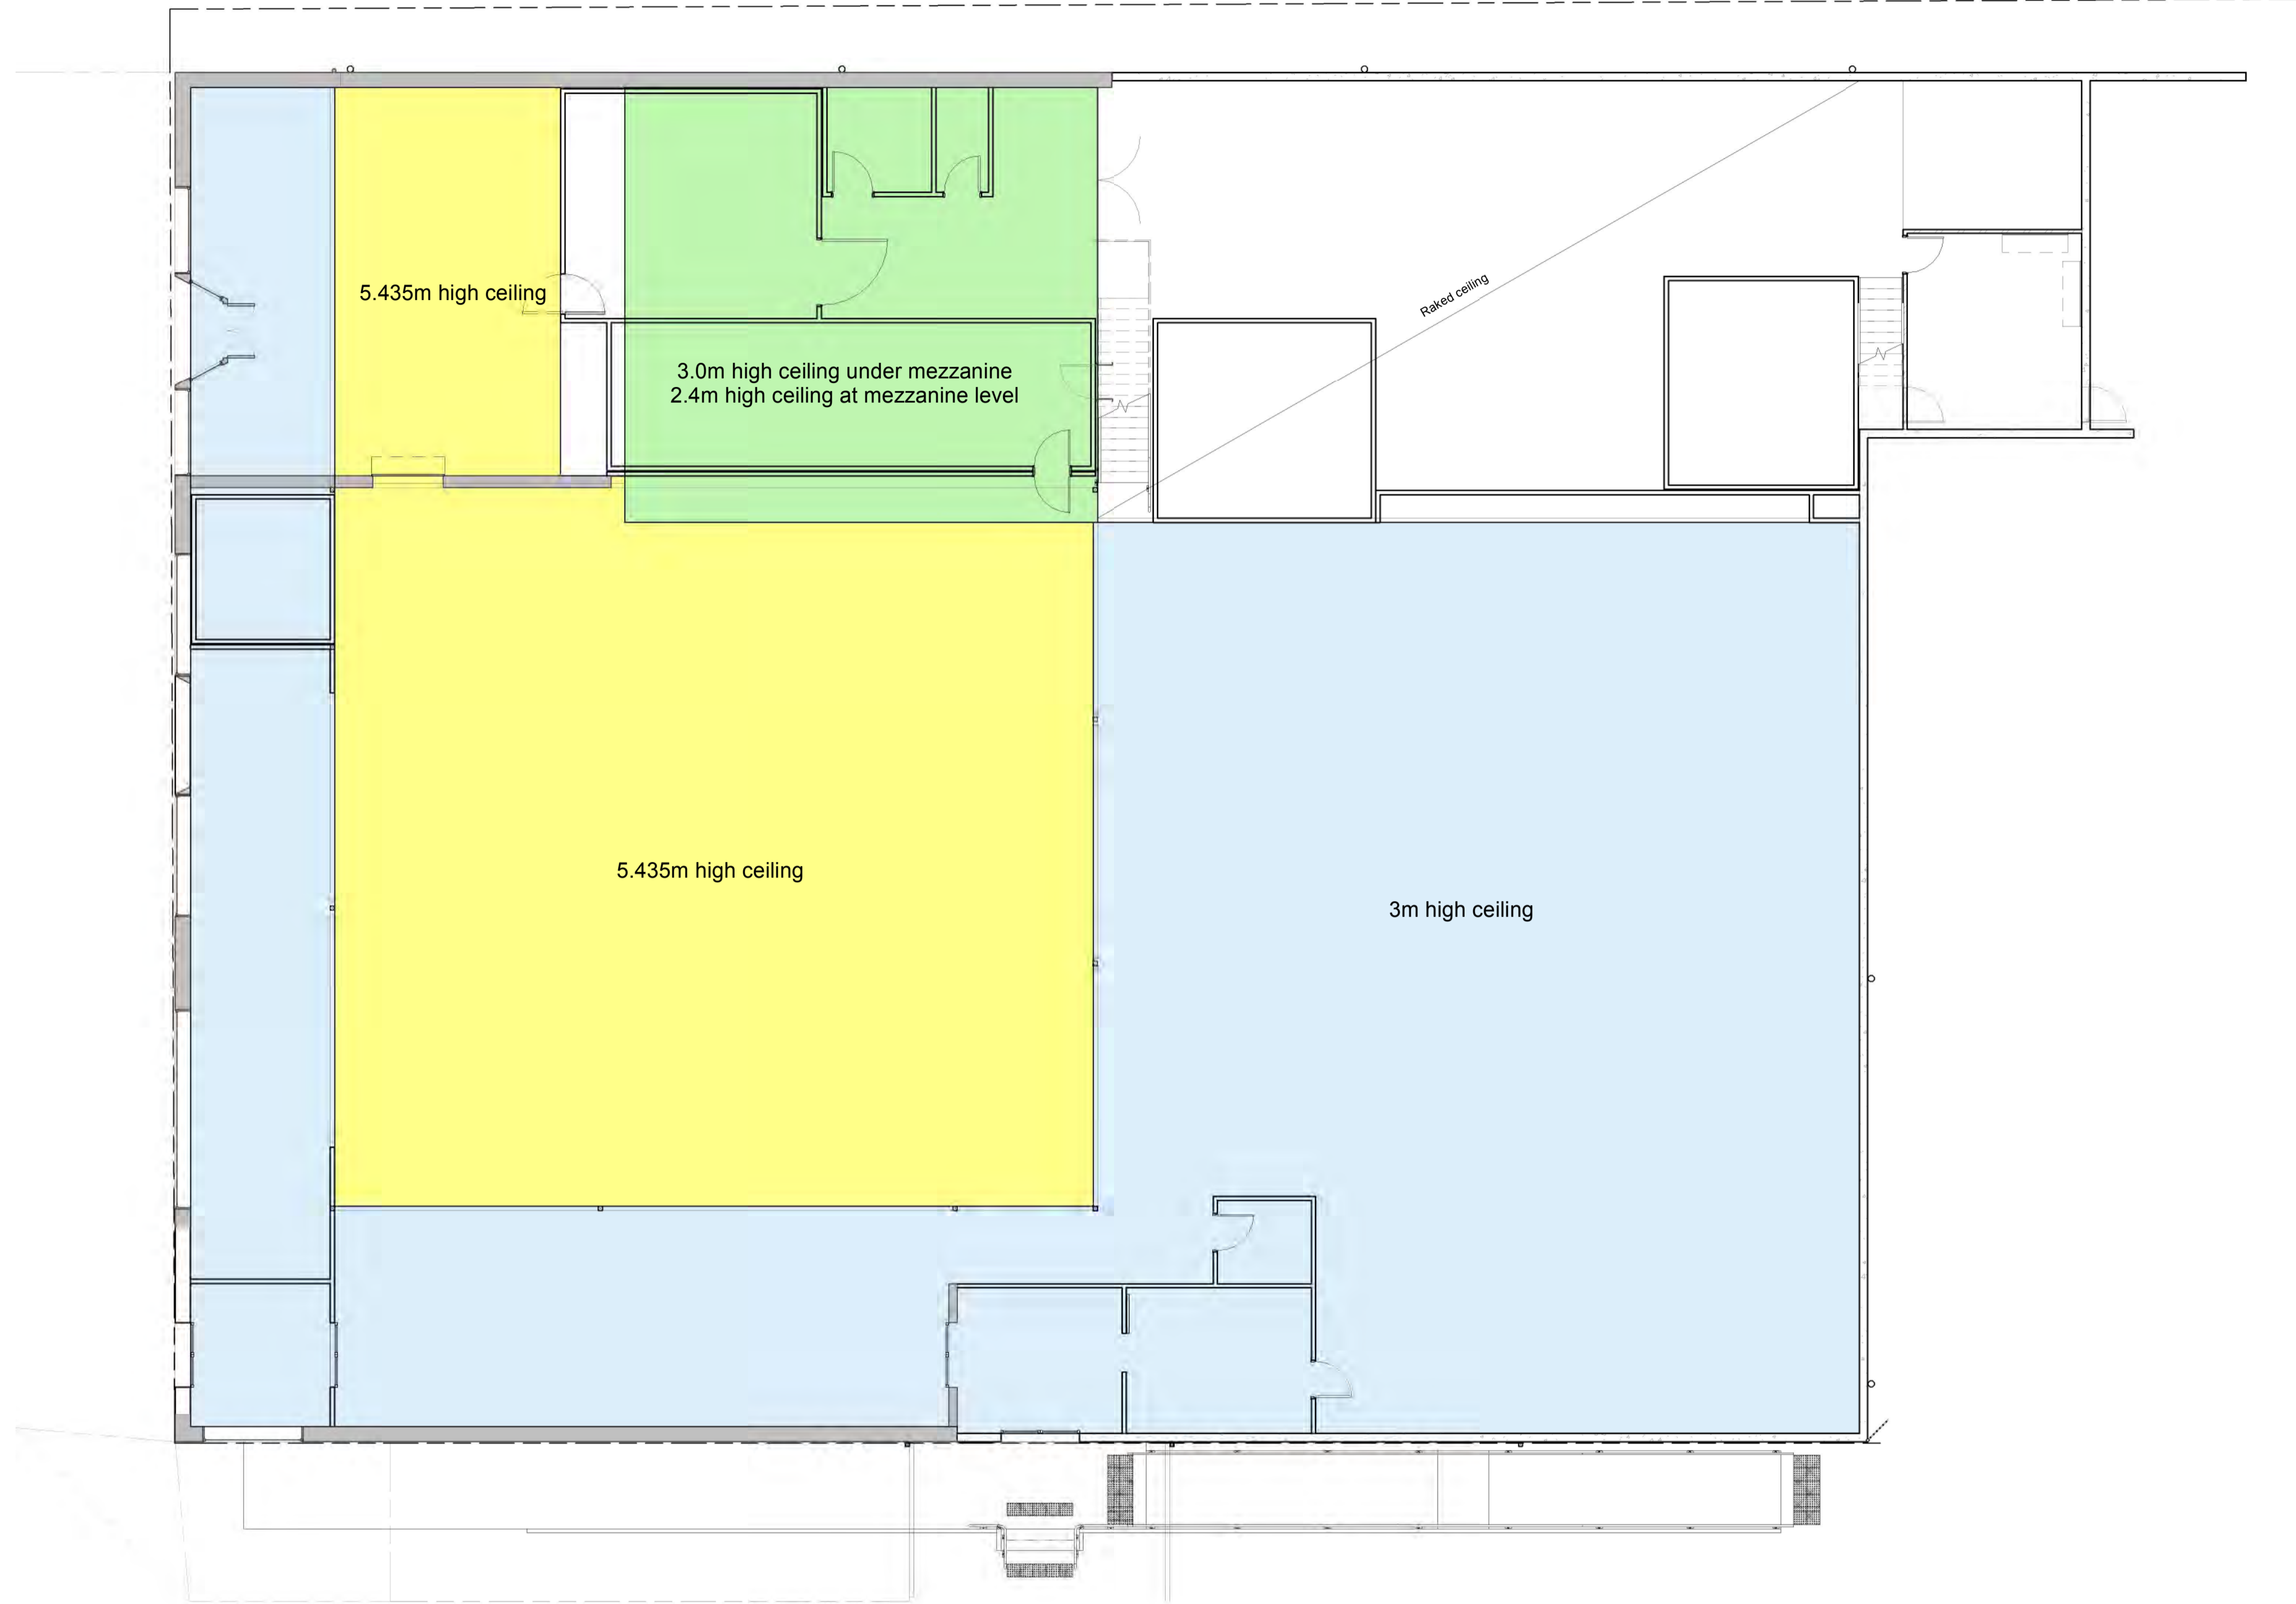 Raked ceiling
5.435m high ceiling
3.0m high ceiling under mezzanine
2.4m high ceiling at mezzanine level
5.435m high ceiling
3m high ceiling